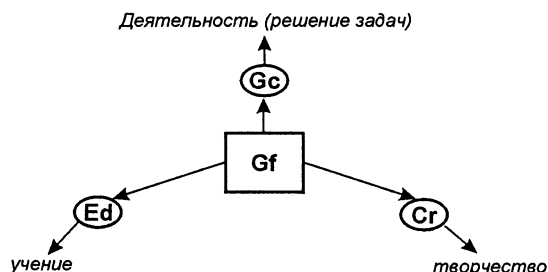 Деятельность (решение задач)
Gc
Gf
Ed
Cr
учение
творчество